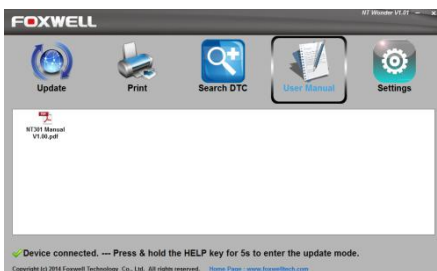 FOXWELL
NT Wonder V1.01
Update
Print
Search DTC
User Manual
Settings
NT301 Manual
V1.00.pdf
Device connected. --- Press & hold the HELP key for 5s to enter the update mode.
Copyright (c) 2014 Foxwell Technology Co., Ltd. All rights reserved. Home Page : www.foxwelltech.com